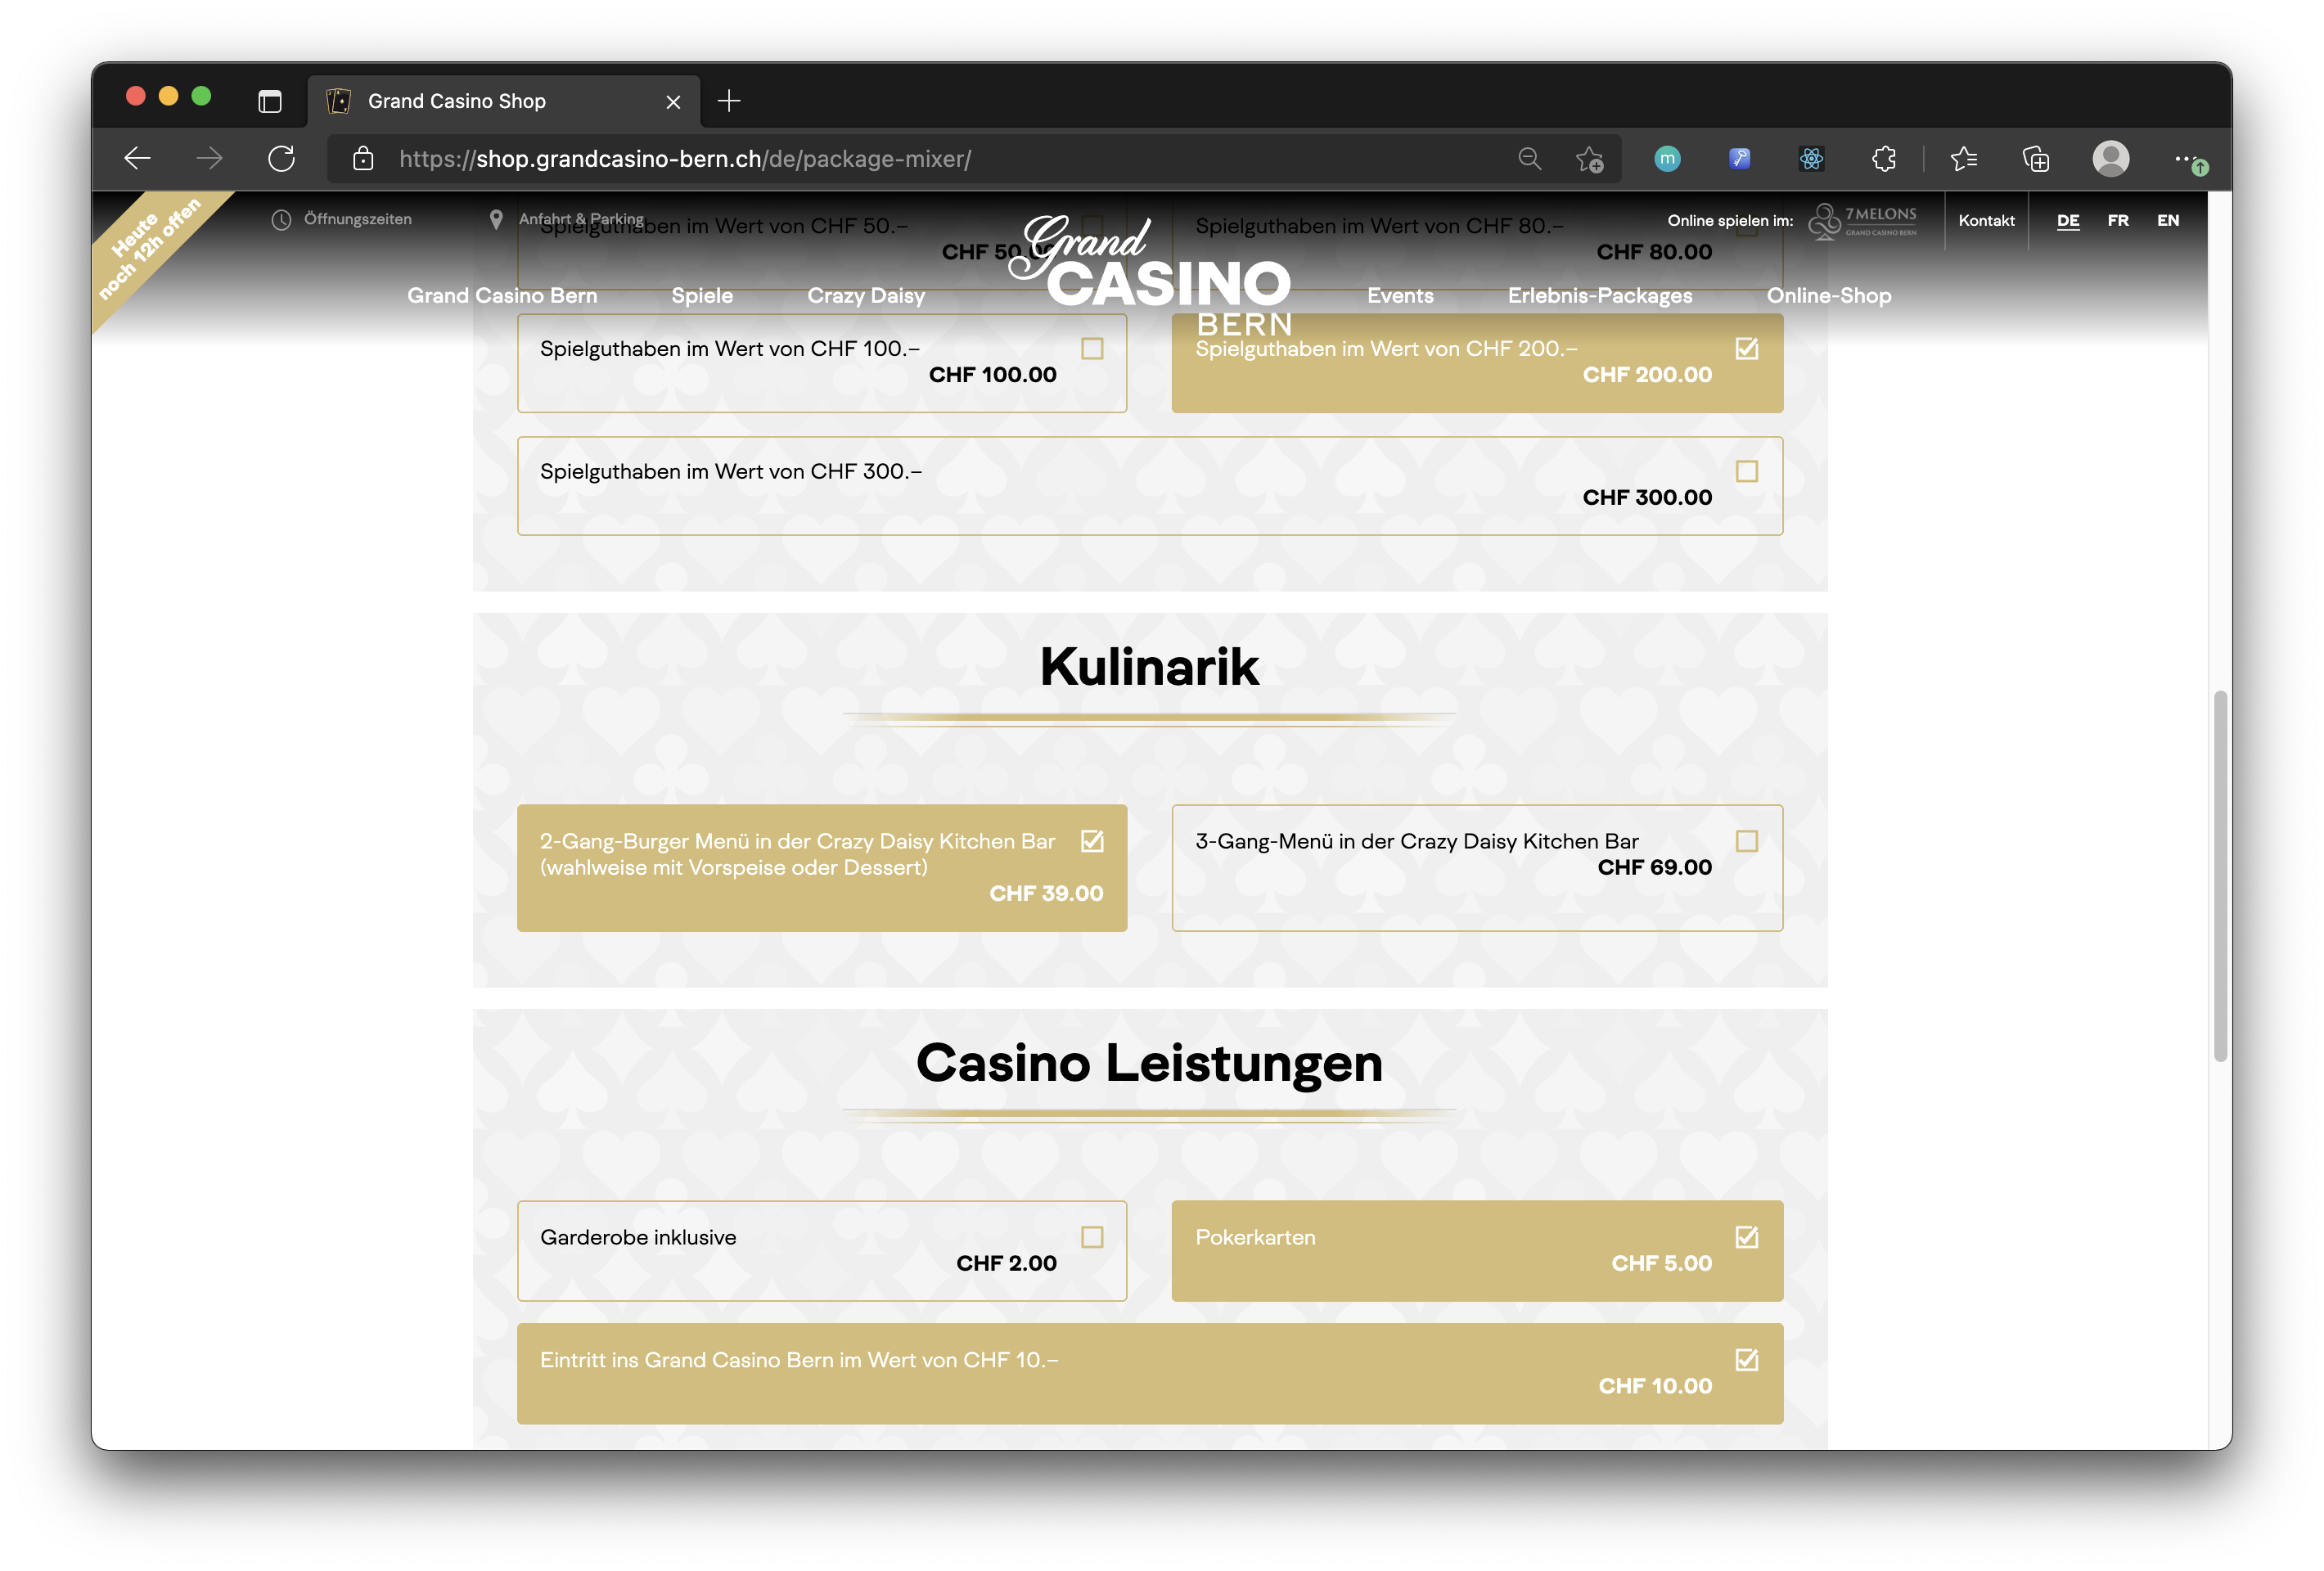 Grand Casino Shop
https://shop.grandcasino-bern.ch/de/package-mixer/
m
Heute
noch 12h offen
Öffnungszeiten
Anfahrt & Parking
Online spielen im:
7 MELONS
GRAND CASINO BERN
Kontakt
DE
FR
EN
Spielguthaben im Wert von CHF 50.–
CHF 50.00
Spielguthaben im Wert von CHF 80.–
CHF 80.00
Grand
CASINO
BERN
Grand Casino Bern
Spiele
Crazy Daisy
Events
Erlebnis-Packages
Online-Shop
Spielguthaben im Wert von CHF 100.–
CHF 100.00
Spielguthaben im Wert von CHF 200.–
CHF 200.00
Spielguthaben im Wert von CHF 300.–
CHF 300.00
Kulinarik
2-Gang-Burger Menü in der Crazy Daisy Kitchen Bar
(wahlweise mit Vorspeise oder Dessert)
CHF 39.00
3-Gang-Menü in der Crazy Daisy Kitchen Bar
CHF 69.00
Casino Leistungen
Garderobe inklusive
CHF 2.00
Pokerkarten
CHF 5.00
Eintritt ins Grand Casino Bern im Wert von CHF 10.–
CHF 10.00